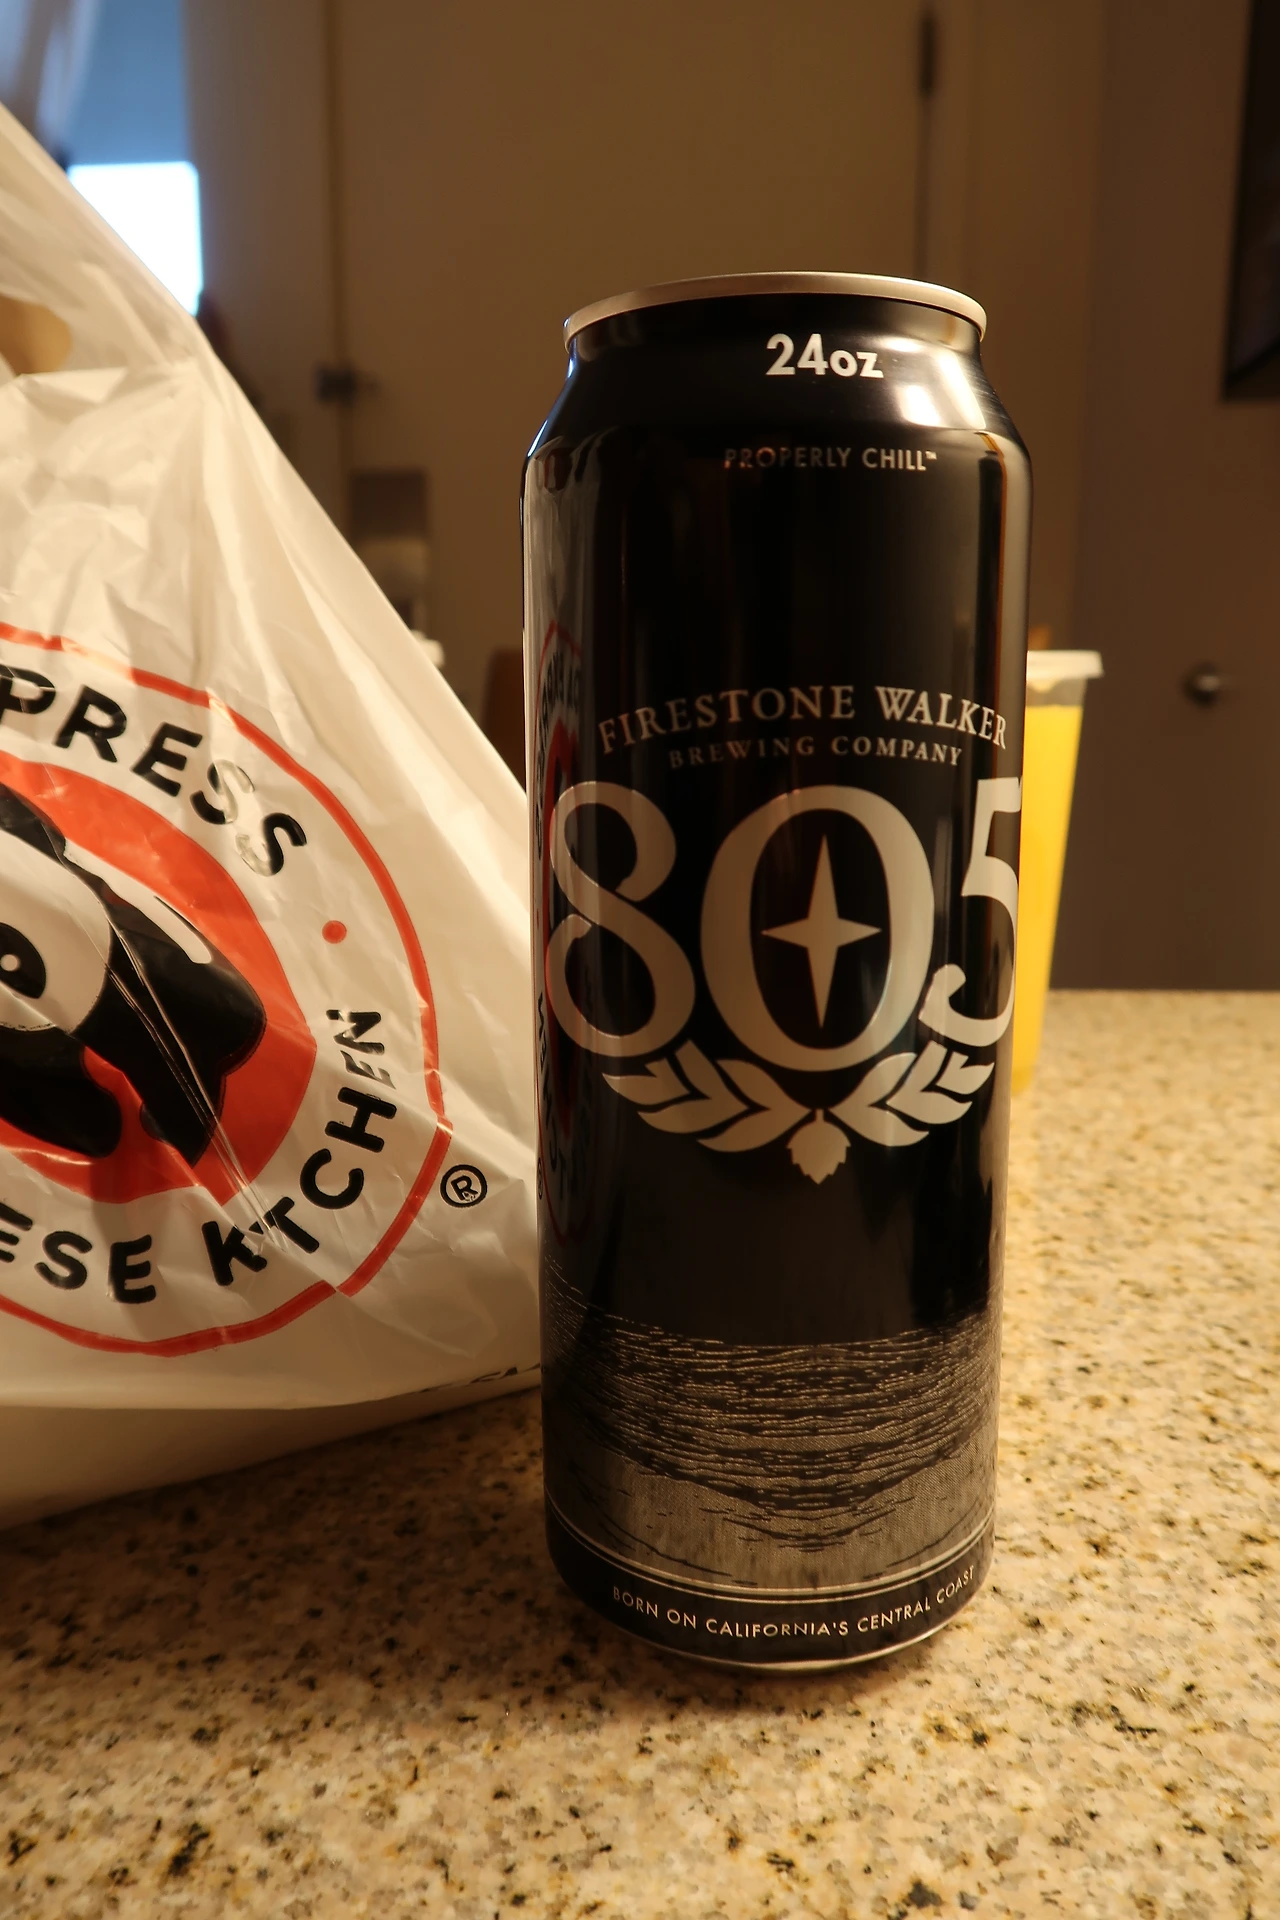 24oz
PROPERLY CHILL™
FIRESTONE WALKER
BREWING COMPANY
805
BORN ON CALIFORNIA'S CENTRAL COAST
PRESS
ESE KITCHEN
®